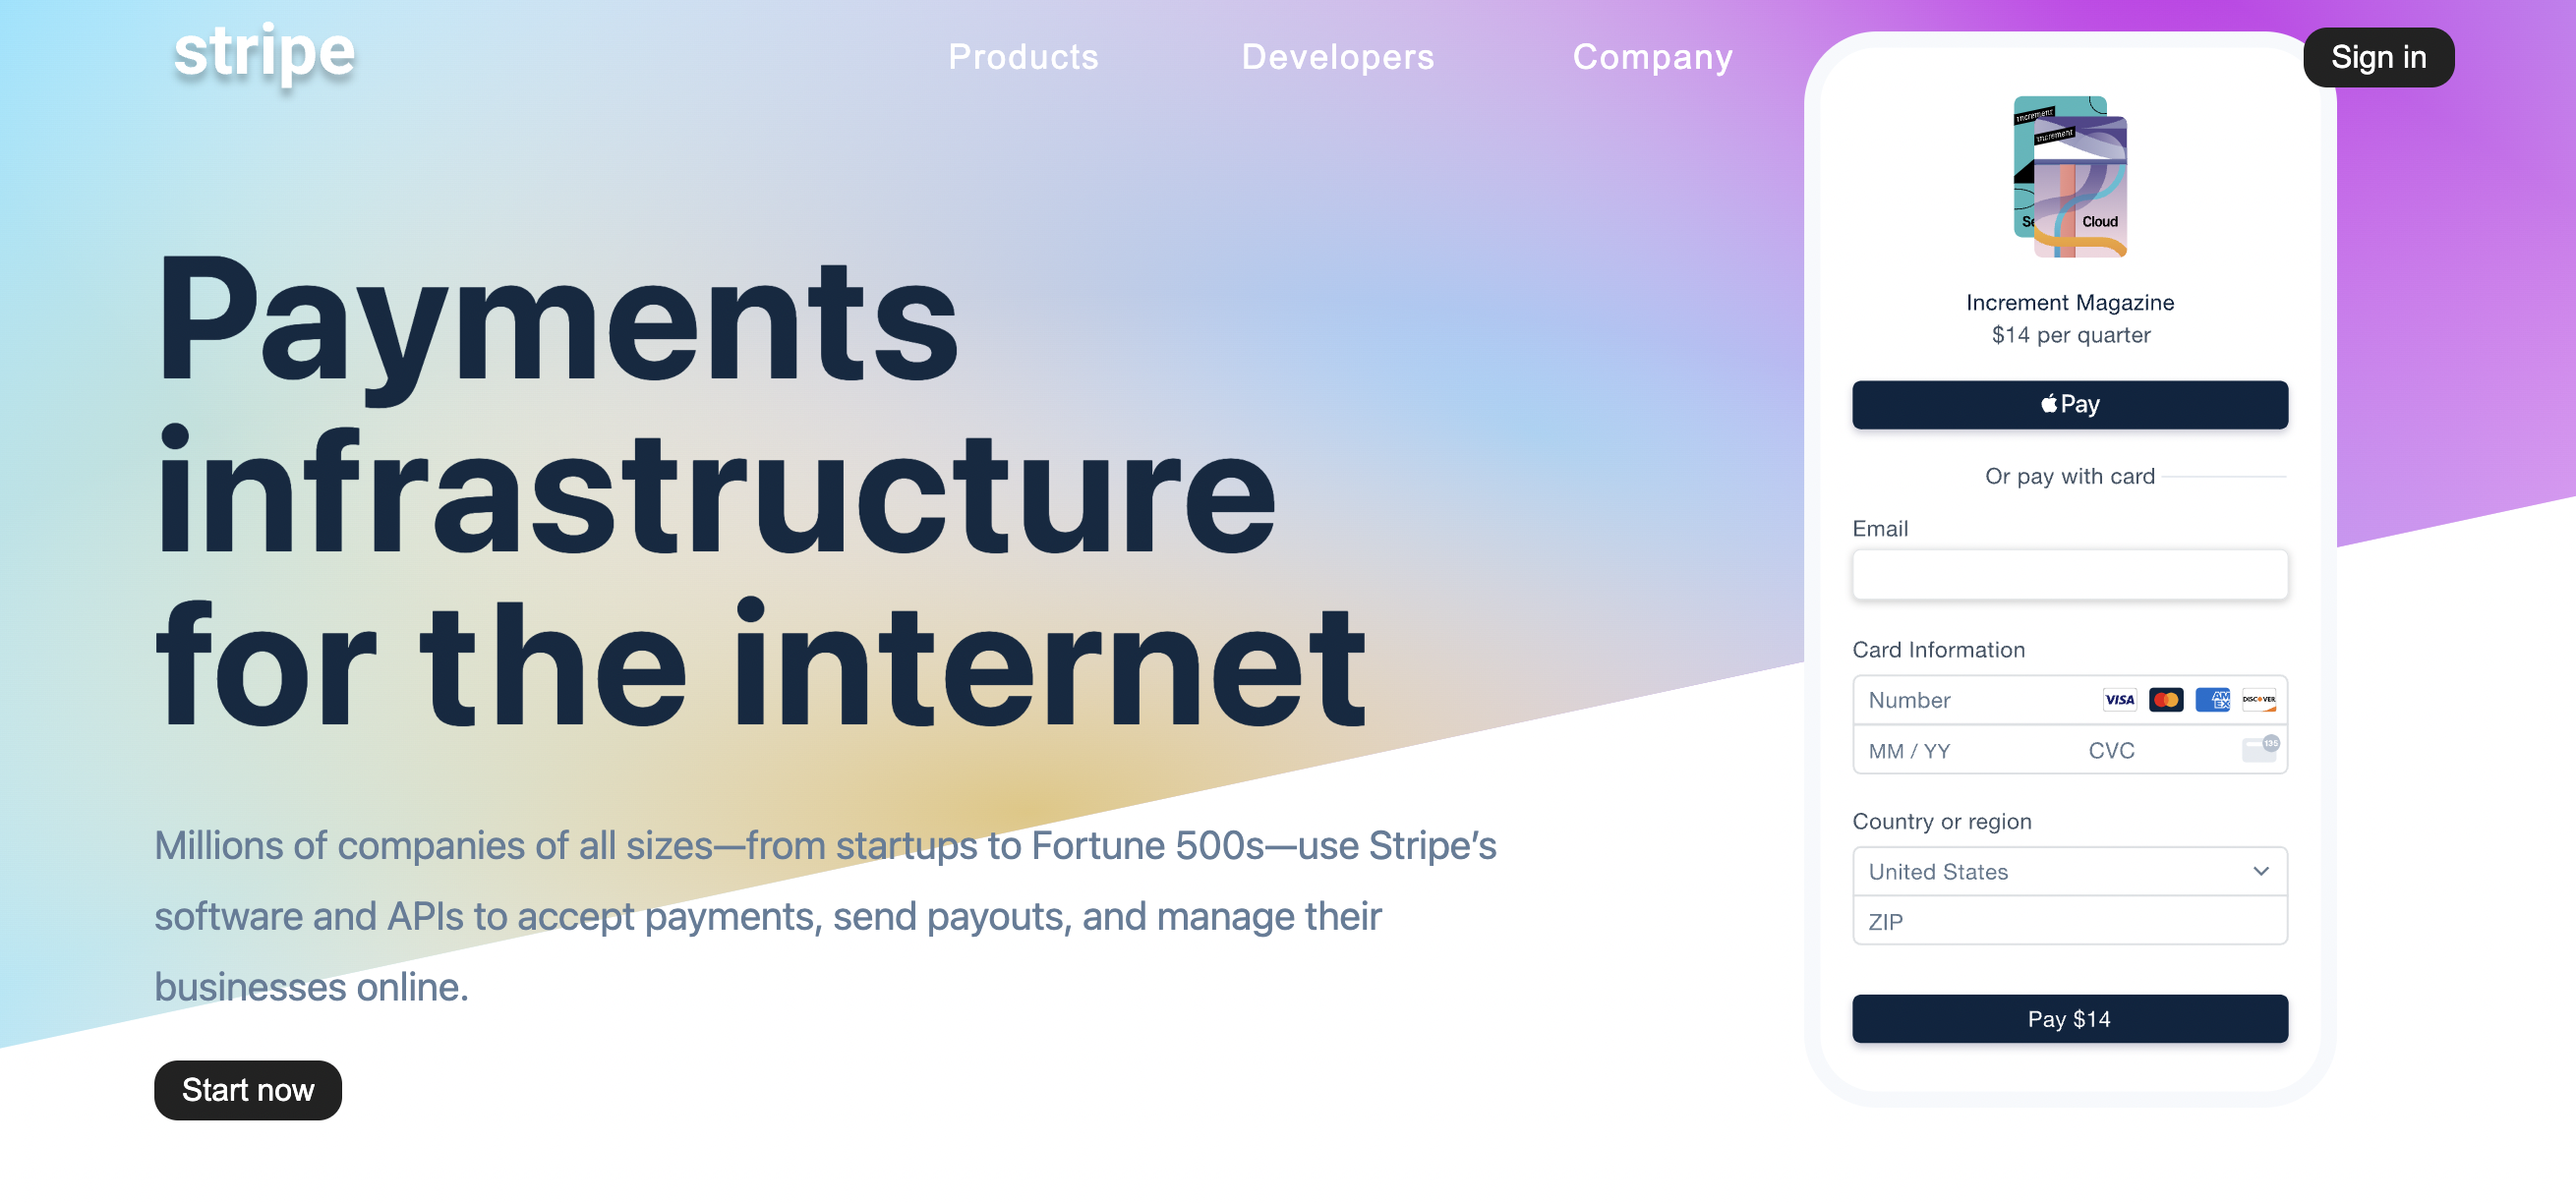 stripe
Products
Developers
Company
Sign in
Payments
infrastructure
for the internet
Millions of companies of all sizes—from startups to Fortune 500s—use Stripe’s
software and APIs to accept payments, send payouts, and manage their
businesses online.
Start now
increment
increment
Se
Cloud
Increment Magazine
$14 per quarter
Pay
Or pay with card
Email
Card Information
Number
VISA
AM
EX
DISCOVER
MM / YY
CVC
135
Country or region
United States
ZIP
Pay $14